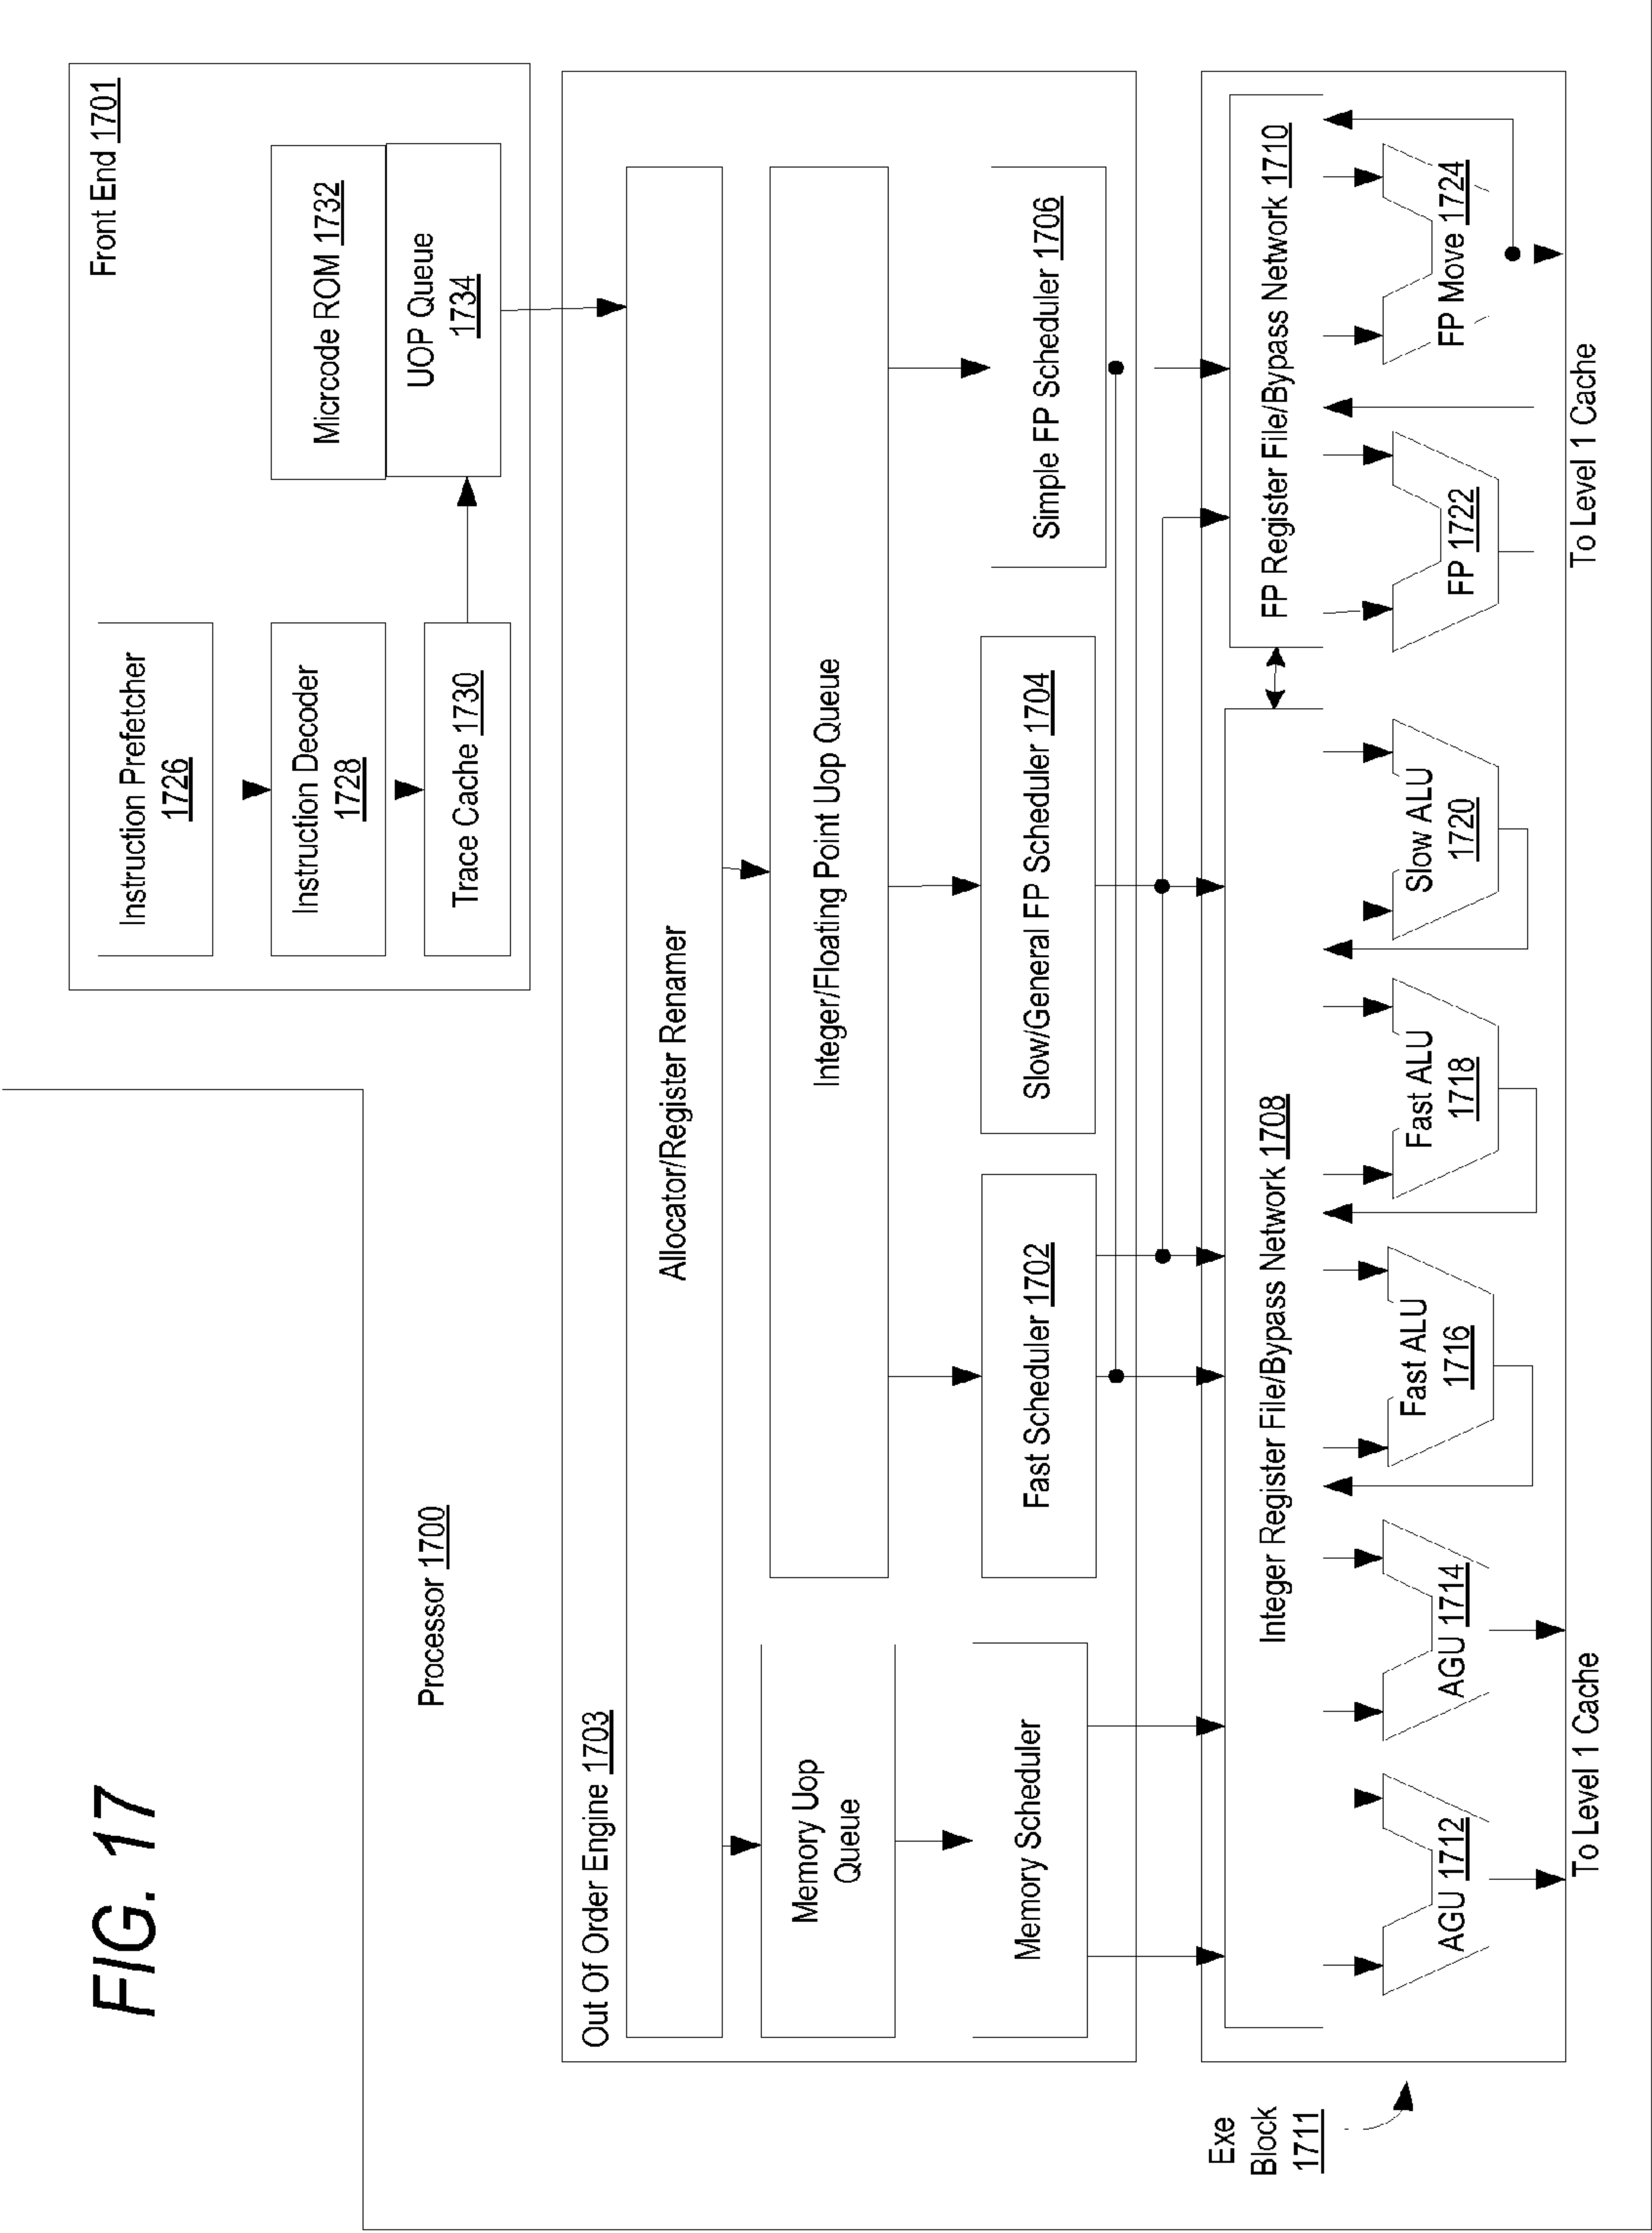 FIG. 17
Processor 1700
Front End 1701
Instruction Prefetcher
1726
Instruction Decoder
1728
Trace Cache 1730
Mircode ROM 1732
UOP Queue
1734
Out Of Order Engine 1703
Allocator/Register Renamer
Memory Uop
Queue
Integer/Floating Point Uop Queue
Memory Scheduler
Fast Scheduler 1702
Slow/General FP Scheduler 1704
Simple FP Scheduler 1706
Exe
Block
1711
Integer Register File/Bypass Network 1708
FP Register File/Bypass Network 1710
AGU 1712
AGU 1714
Fast ALU
1716
Fast ALU
1718
Slow ALU
1720
FP 1722
FP Move 1724
To Level 1 Cache
To Level 1 Cache